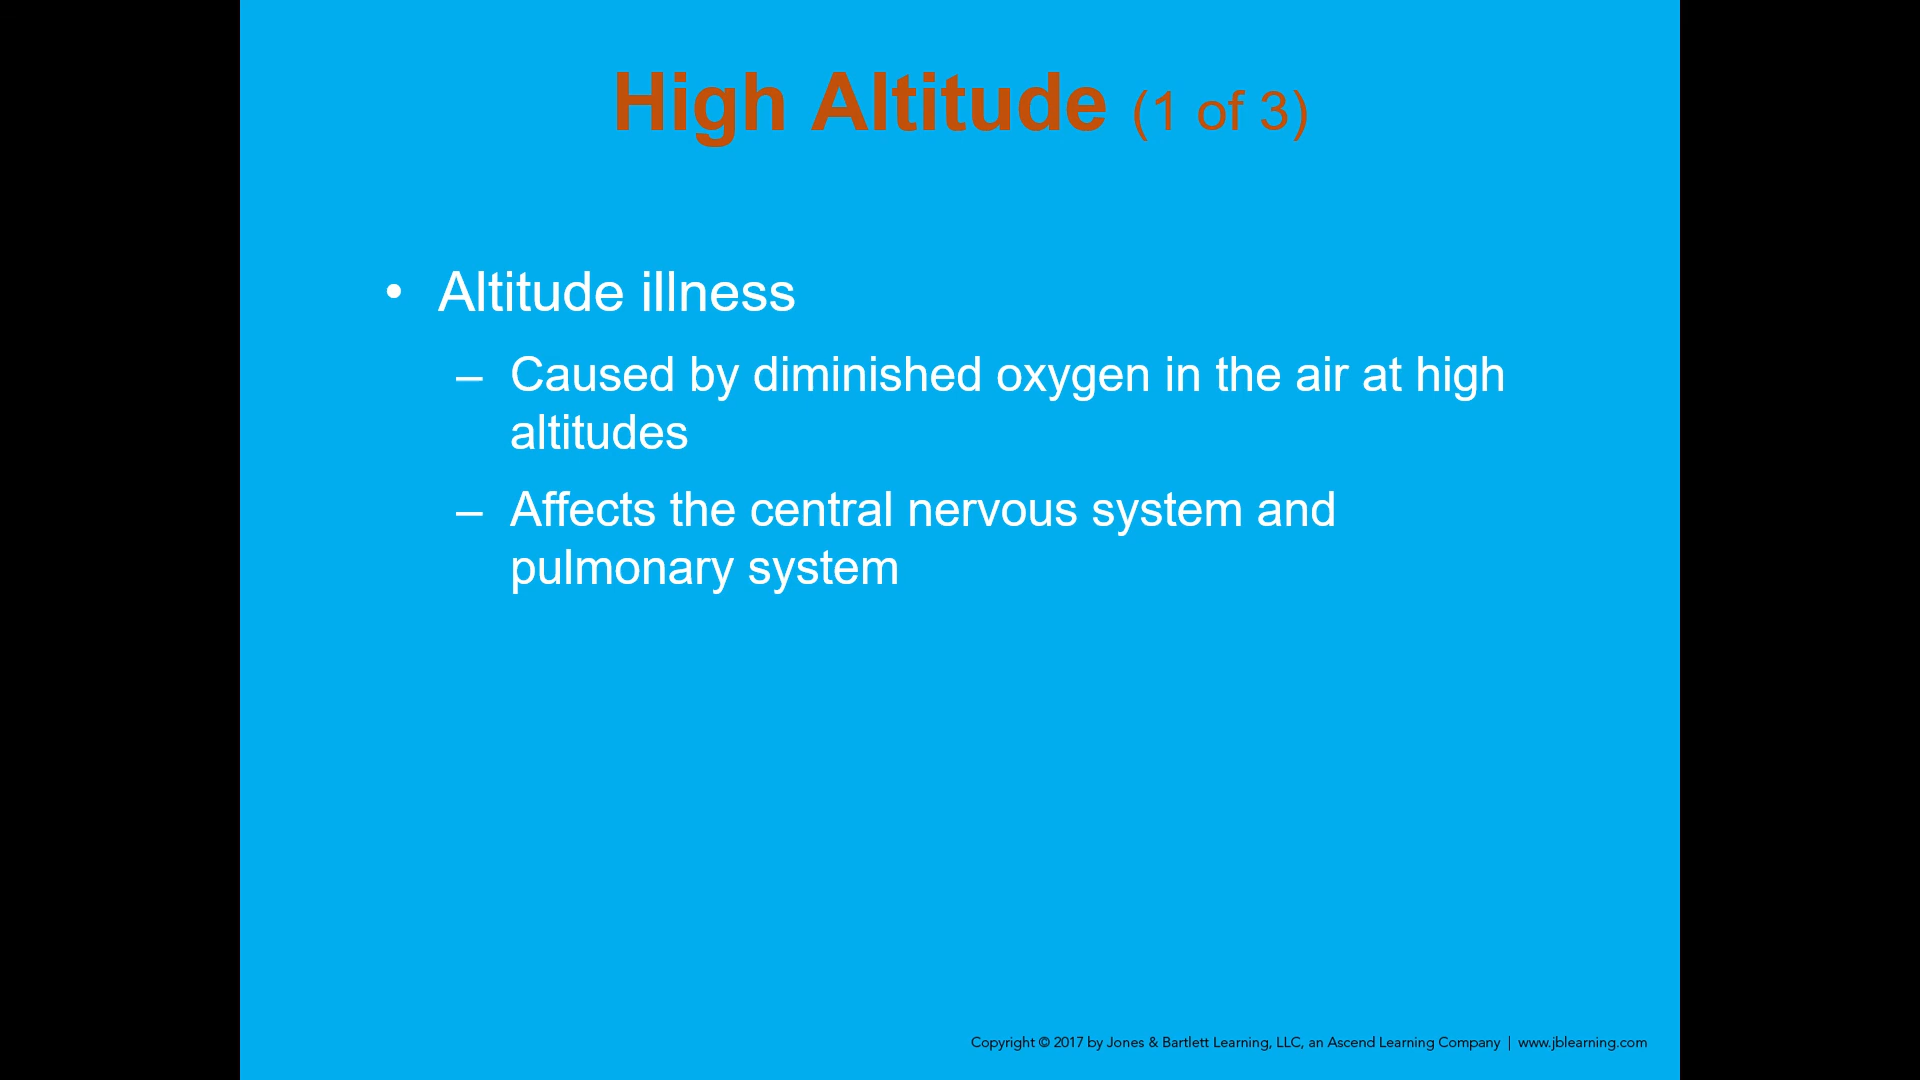 High Altitude (1 of 3)
• Altitude illness
– Caused by diminished oxygen in the air at high
altitudes
– Affects the central nervous system and
pulmonary system
Copyright © 2017 by Jones & Bartlett Learning, LLC, an Ascend Learning Company | www.jblearning.com